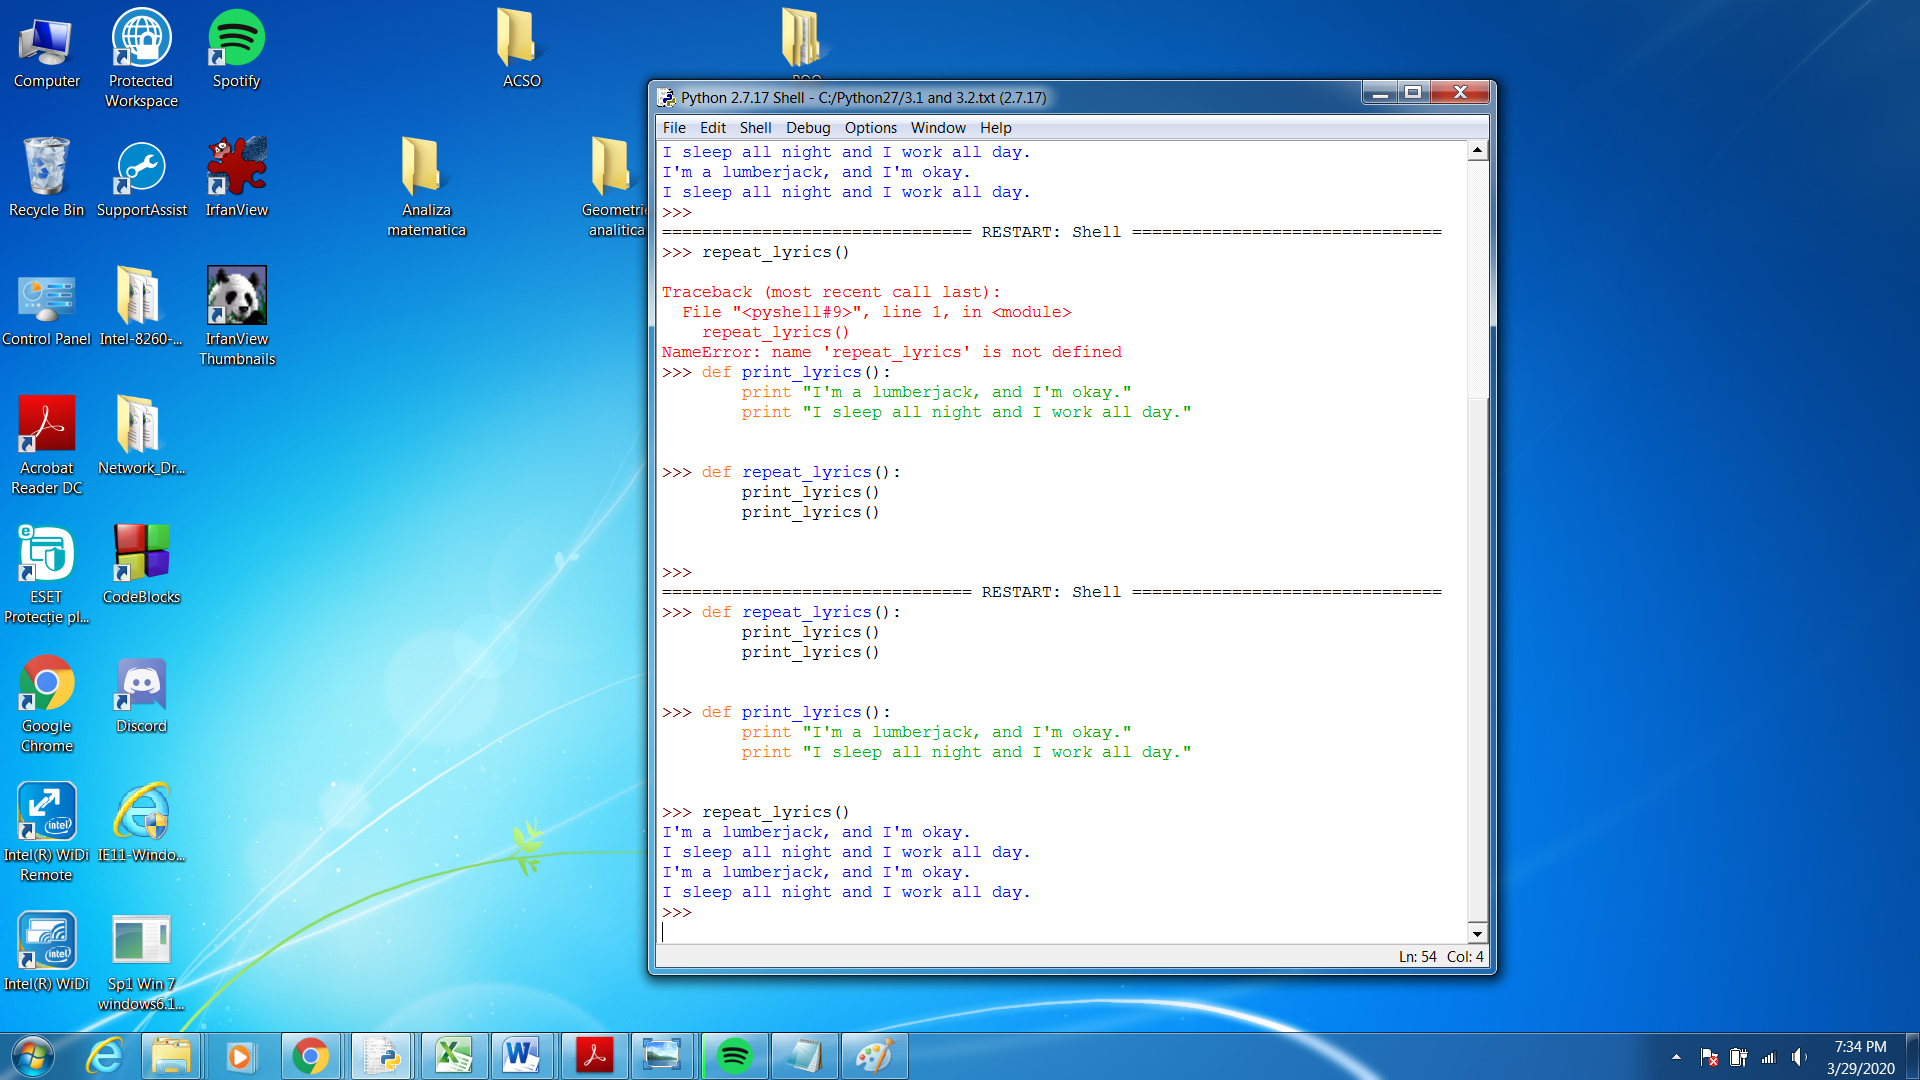 Computer
Protected
Workspace
Spotify
ACSO
Recycle Bin
SupportAssist
IrfanView
Analiza
matematica
Geometrie
analitica
Control Panel
Intel-8260-...
IrfanView
Thumbnails
Acrobat
Reader DC
Network_Dr...
ESET
Protecție pl...
CodeBlocks
Google
Chrome
Discord
Intel(R) WiDi
Remote
IE11-Windo...
Intel(R) WiDi
Sp1 Win 7
windows6.1...
Python 2.7.17 Shell - C:/Python27/3.1 and 3.2.txt (2.7.17)
File Edit Shell Debug Options Window Help
I sleep all night and I work all day.
I'm a lumberjack, and I'm okay.
I sleep all night and I work all day.
>>>
=============================== RESTART: Shell ===============================
>>> repeat_lyrics()
Traceback (most recent call last):
  File "<pyshell#9>", line 1, in <module>
    repeat_lyrics()
NameError: name 'repeat_lyrics' is not defined
>>> def print_lyrics():
        print "I'm a lumberjack, and I'm okay."
        print "I sleep all night and I work all day."
>>> def repeat_lyrics():
        print_lyrics()
        print_lyrics()
>>>
=============================== RESTART: Shell ===============================
>>> def repeat_lyrics():
        print_lyrics()
        print_lyrics()
>>> def print_lyrics():
        print "I'm a lumberjack, and I'm okay."
        print "I sleep all night and I work all day."
>>> repeat_lyrics()
I'm a lumberjack, and I'm okay.
I sleep all night and I work all day.
I'm a lumberjack, and I'm okay.
I sleep all night and I work all day.
>>>
Ln: 54 Col: 4
7:34 PM
3/29/2020